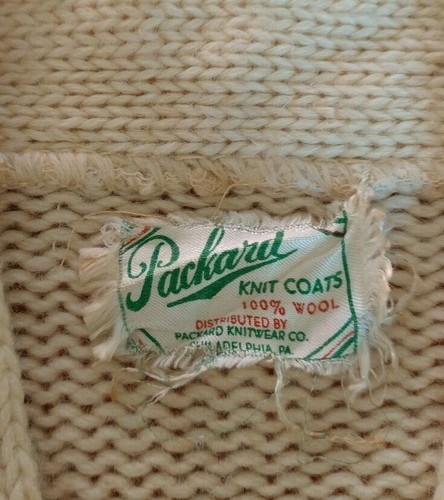 Packard
KNIT COATS
100% WOOL
DISTRIBUTED BY
PACKARD KNITWEAR CO.
PHILADELPHIA, PA.